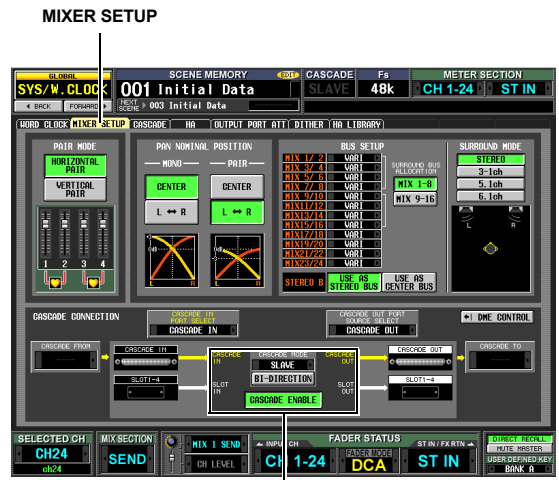 MIXER SETUP
GLOBAL SCENE MEMORY EDIT CASCADE Fs METER SECTION
SYS/W.CLOCK 001 Initial Data SLAVE 48k CH 1-24 ST IN
BACK FORWARD NEXT SCENE 003 Initial Data
WORD CLOCK MIXER SETUP CASCADE HA OUTPUT PORT ATT DITHER HA LIBRARY
PAIR MODE PAN NOMINAL POSITION BUS SETUP SURROUND MODE
HORIZONTAL PAIR
VERTICAL PAIR
MONO PAIR
CENTER CENTER
L ↔ R L ↔ R
0dB 0dB
L R L R
1 2 3 4
MIX 1/ 2 VARI
MIX 3/ 4 VARI
MIX 5/ 6 VARI
MIX 7/ 8 VARI
MIX 9/10 VARI
MIX11/12 VARI
MIX13/14 VARI
MIX15/16 VARI
MIX17/18 VARI
MIX19/20 VARI
MIX21/22 VARI
MIX23/24 VARI
SURROUND BUS ALLOCATION
MIX 1-8
MIX 9-16
STEREO B USE AS STEREO BUS USE AS CENTER BUS
STEREO
3-1ch
5.1ch
6.1ch
L R
CASCADE CONNECTION
CASCADE IN PORT SELECT
CASCADE IN
CASCADE OUT PORT SOURCE SELECT
CASCADE OUT
DME CONTROL
CASCADE FROM CASCADE IN CASCADE IN CASCADE MODE CASCADE OUT CASCADE OUT CASCADE TO
SLAVE
BI-DIRECTION
SLOT1-4 SLOT IN SLOT OUT SLOT1-4
CASCADE ENABLE
SELECTED CH MIX SECTION MIX 1 SEND INPUT CH FADER STATUS ST IN / FX RTN DIRECT RECALL
MUTE MASTER
CH24 SEND CH LEVEL CH 1-24 FADER MODE DCA ST IN USER DEFINED KEY
ch24 BANK A